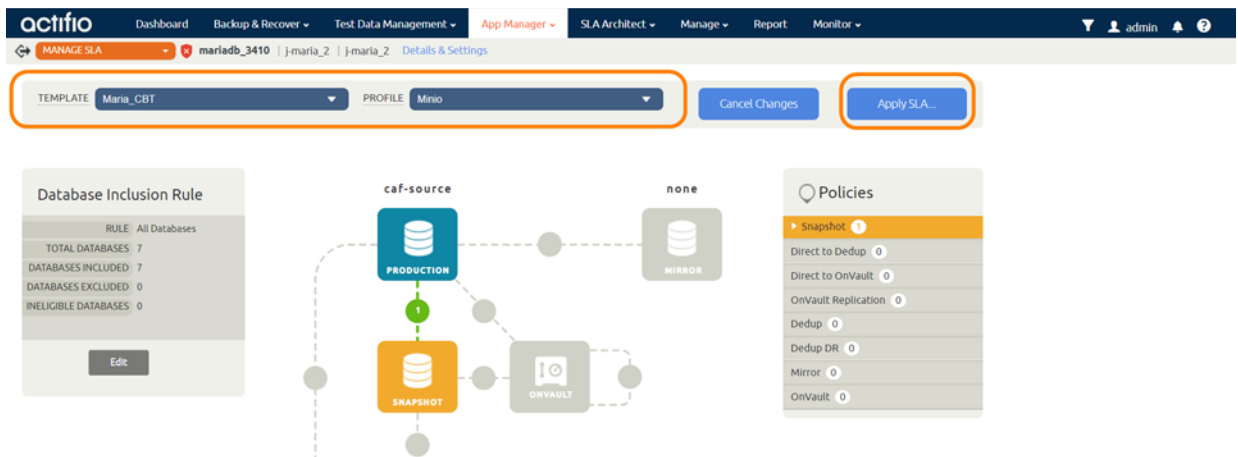 actifio Dashboard Backup & Recover Test Data Management App Manager SLA Architect Manage Report Monitor admin ?
MANAGE SLA mariadb_3410 | j-maria_2 | j-maria_2 Details & Settings
TEMPLATE Maria_CBT PROFILE Minio Cancel Changes Apply SLA...
Database Inclusion Rule
RULE All Databases
TOTAL DATABASES 7
DATABASES INCLUDED 7
DATABASES EXCLUDED 0
INELIGIBLE DATABASES 0
Edit
caf-source
none
PRODUCTION
MIRROR
1
SNAPSHOT
ONVAULT
Policies
Snapshot 1
Direct to Dedup 0
Direct to OnVault 0
OnVault Replication 0
Dedup 0
Dedup DR 0
Mirror 0
OnVault 0